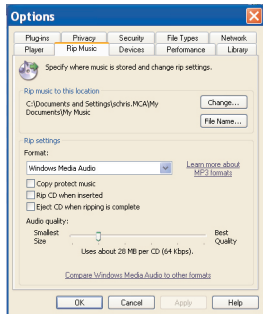 Options
Plug-ins Privacy Security File Types Network
Player Rip Music Devices Performance Library
Specify where music is stored and change rip settings.
Rip music to this location
C:\Documents and Settings\schris.MCA\My Documents\My Music
Change...
File Name...
Rip settings
Format:
Windows Media Audio
Learn more about MP3 formats
Copy protect music
Rip CD when inserted
Eject CD when ripping is complete
Audio quality:
Smallest Size
Best Quality
Uses about 28 MB per CD (64 Kbps).
Compare Windows Media Audio to other formats
OK Cancel Apply Help